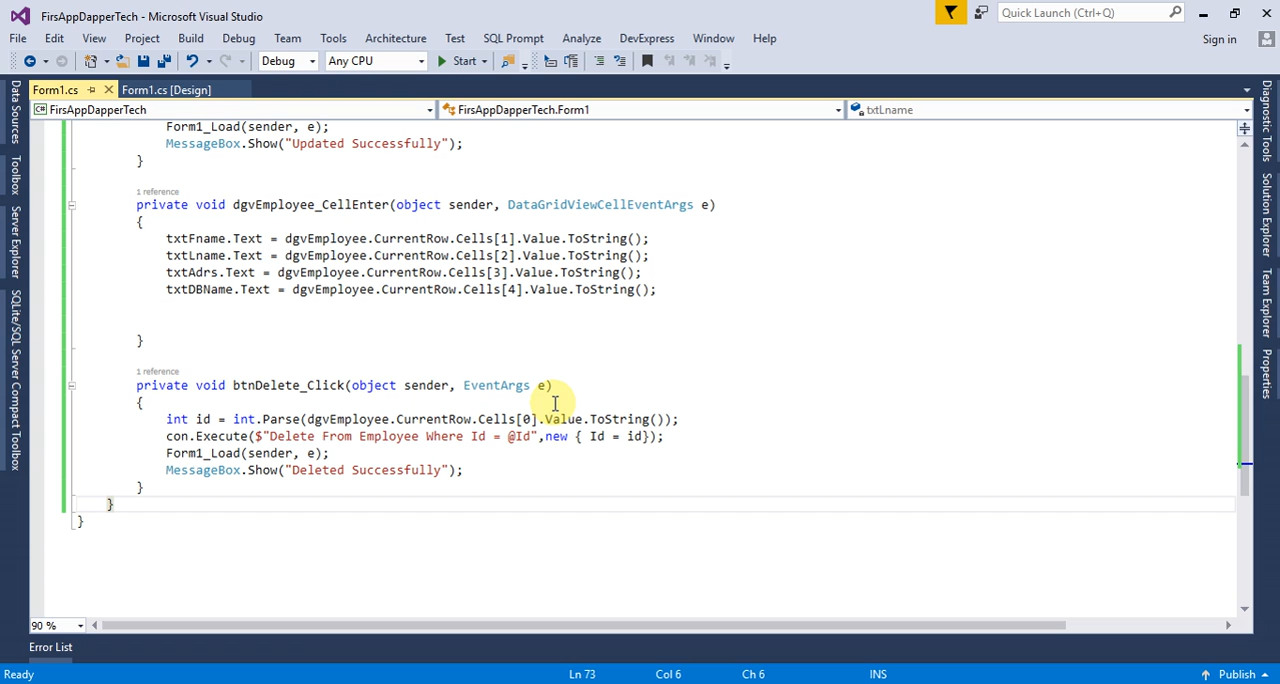 FirsAppDapperTech - Microsoft Visual Studio
Quick Launch (Ctrl+Q)
File Edit View Project Build Debug Team Tools Architecture Test SQL Prompt Analyze DevExpress Window Help
Sign in
Debug Any CPU Start
Form1.cs Form1.cs [Design]
FirsAppDapperTech FirsAppDapperTech.Form1 txtLname
Data Sources
Toolbox
Server Explorer
SQLite/SQL Server Compact Toolbox
Form1_Load(sender, e);
MessageBox.Show("Updated Successfully");
}
1 reference
private void dgvEmployee_CellEnter(object sender, DataGridViewCellEventArgs e)
{
txtFname.Text = dgvEmployee.CurrentRow.Cells[1].Value.ToString();
txtLname.Text = dgvEmployee.CurrentRow.Cells[2].Value.ToString();
txtAdrs.Text = dgvEmployee.CurrentRow.Cells[3].Value.ToString();
txtDBName.Text = dgvEmployee.CurrentRow.Cells[4].Value.ToString();
}
1 reference
private void btnDelete_Click(object sender, EventArgs e)
{
int id = int.Parse(dgvEmployee.CurrentRow.Cells[0].Value.ToString());
con.Execute($"Delete From Employee Where Id = @Id",new { Id = id});
Form1_Load(sender, e);
MessageBox.Show("Deleted Successfully");
}
}
}
Diagnostic Tools
Solution Explorer
Team Explorer
Properties
90 %
Error List
Ready Ln 73 Col 6 Ch 6 INS Publish